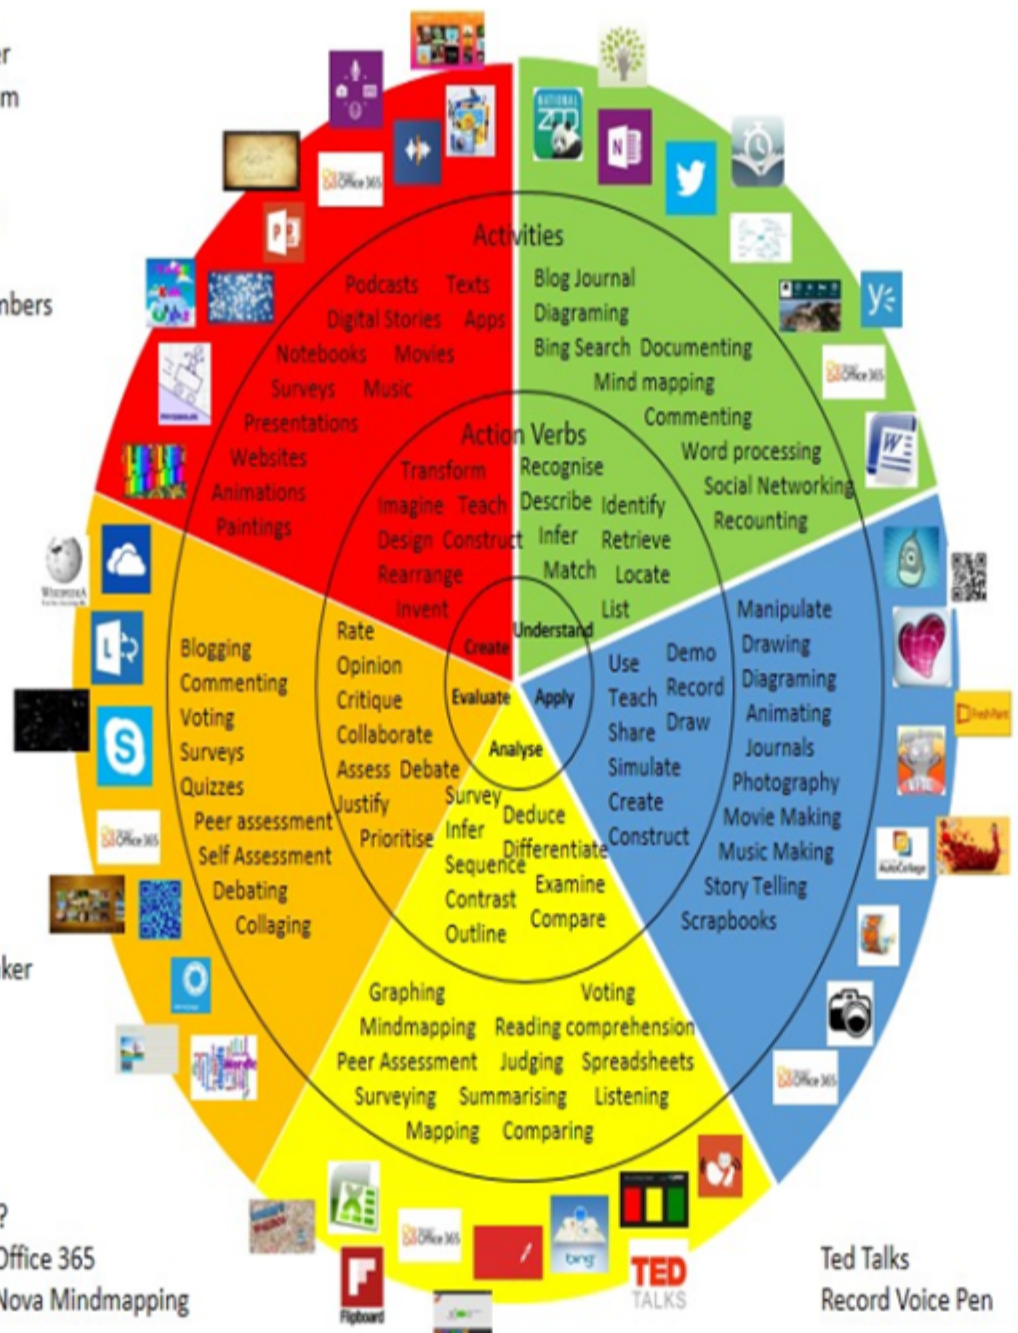 er
m
mbers
ker
?
Office 365
Nova Mindmapping
Ted Talks
Record Voice Pen
Activities
Podcasts Texts
Digital Stories Apps
Notebooks Movies
Surveys Music
Presentations
Websites
Animations
Paintings
Blog Journal
Diagraming
Bing Search Documenting
Mind mapping
Commenting
Word processing
Social Networking
Recounting
Action Verbs
Transform
Imagine Teach
Design Construct
Rearrange
Invent
Create
Recognise
Describe Identify
Infer Retrieve
Match Locate
List
Understand
Use Demo
Teach Record
Share Draw
Simulate
Create
Construct
Apply
Manipulate
Drawing
Diagraming
Animating
Journals
Photography
Movie Making
Music Making
Story Telling
Scrapbooks
Analyse
Survey Deduce
Infer Differentiate
Sequence Examine
Contrast Compare
Outline
Graphing Voting
Mindmapping Reading comprehension
Peer Assessment Judging Spreadsheets
Surveying Summarising Listening
Mapping Comparing
Evaluate
Rate
Opinion
Critique
Collaborate
Assess Debate
Justify
Prioritise
Blogging
Commenting
Voting
Surveys
Quizzes
Peer assessment
Self Assessment
Debating
Collaging
NATIONAL
ZOO
N
Office 365
P
Office 365
W
WIKIPEDIA
L
S
Office 365
FreshPaint
AutoCollage
Office 365
X
Office 365
Flipboard
bing
TED
TALKS